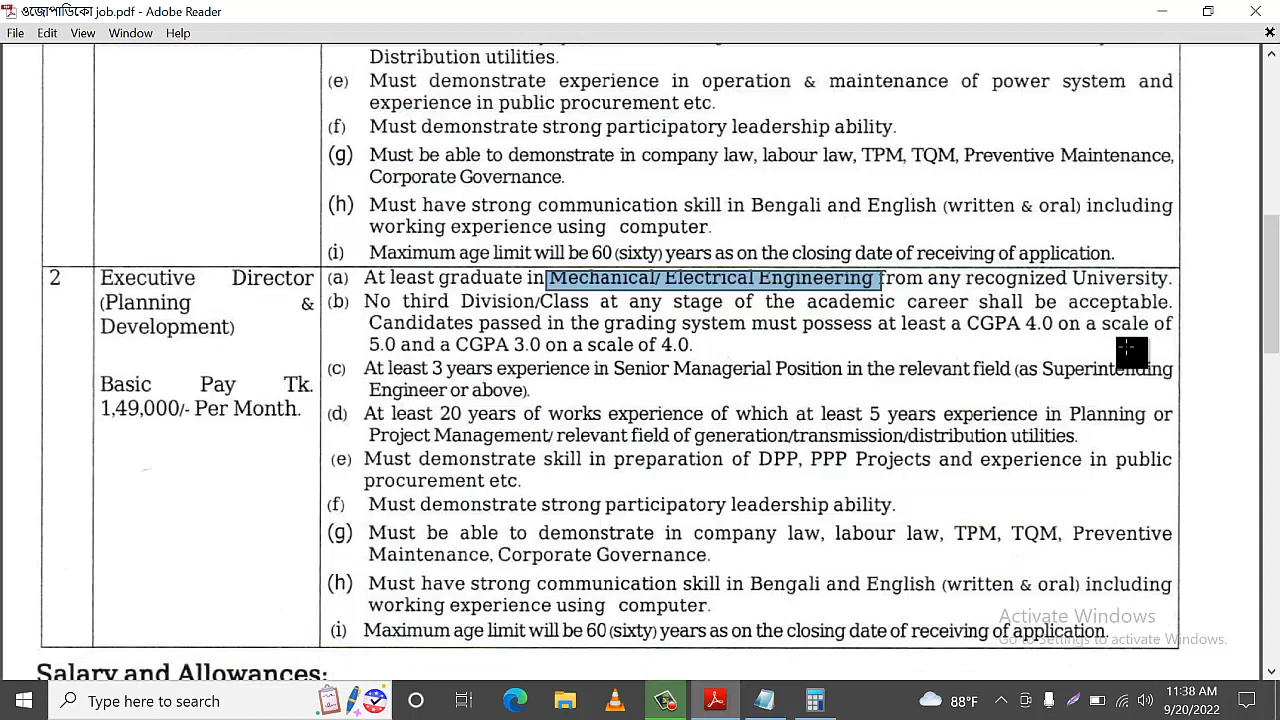 ওজোপাডিকো job.pdf - Adobe Reader
File Edit View Window Help
Distribution utilities.
(e) Must demonstrate experience in operation & maintenance of power system and
experience in public procurement etc.
(f) Must demonstrate strong participatory leadership ability.
(g) Must be able to demonstrate in company law, labour law, TPM, TQM, Preventive Maintenance,
Corporate Governance.
(h) Must have strong communication skill in Bengali and English (written & oral) including
working experience using computer.
(i) Maximum age limit will be 60 (sixty) years as on the closing date of receiving of application.
2 Executive Director
(Planning &
Development)
Basic Pay Tk.
1,49,000/- Per Month.
(a) At least graduate in Mechanical/ Electrical Engineering from any recognized University.
(b) No third Division/Class at any stage of the academic career shall be acceptable.
Candidates passed in the grading system must possess at least a CGPA 4.0 on a scale of
5.0 and a CGPA 3.0 on a scale of 4.0.
(c) At least 3 years experience in Senior Managerial Position in the relevant field (as Superintending
Engineer or above).
(d) At least 20 years of works experience of which at least 5 years experience in Planning or
Project Management/ relevant field of generation/transmission/distribution utilities.
(e) Must demonstrate skill in preparation of DPP, PPP Projects and experience in public
procurement etc.
(f) Must demonstrate strong participatory leadership ability.
(g) Must be able to demonstrate in company law, labour law, TPM, TQM, Preventive
Maintenance, Corporate Governance.
(h) Must have strong communication skill in Bengali and English (written & oral) including
working experience using computer.
(i) Maximum age limit will be 60 (sixty) years as on the closing date of receiving of application.
Activate Windows
Go to Settings to activate Windows.
Salary and Allowances:
Type here to search
88°F
11:38 AM
9/20/2022